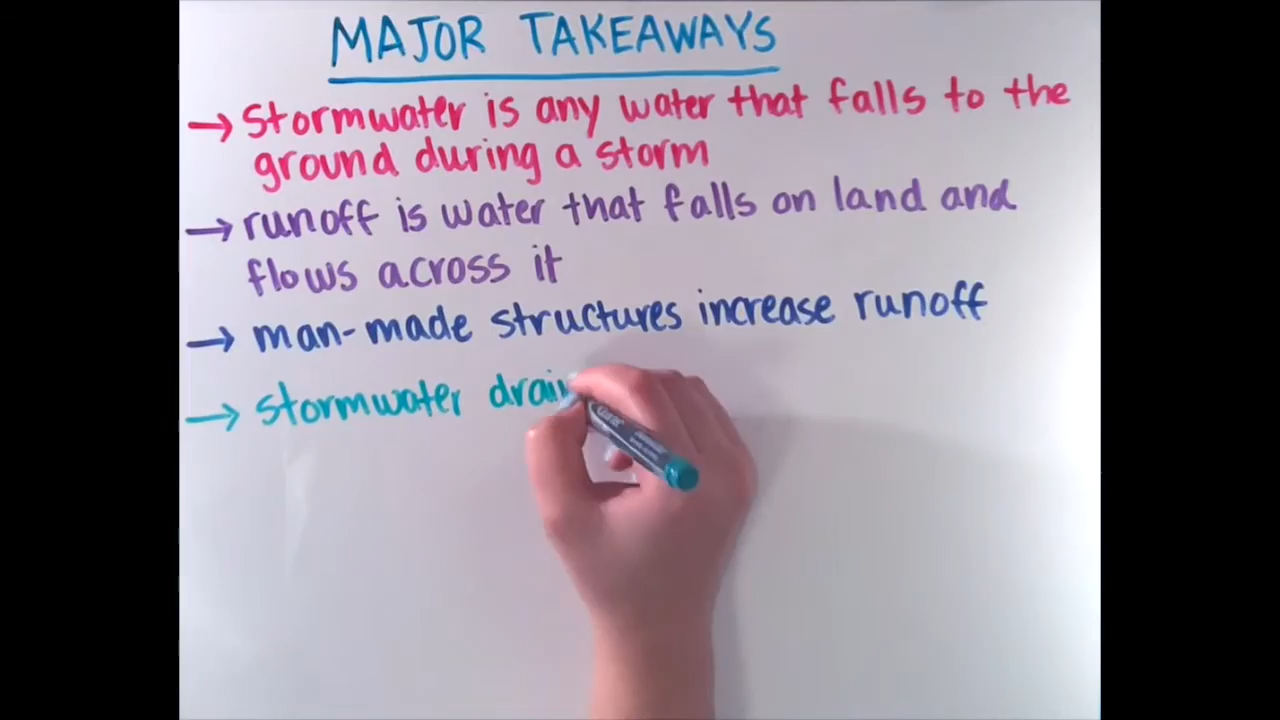 MAJOR TAKEAWAYS
→ Stormwater is any water that falls to the
ground during a storm
→ runoff is water that falls on land and
flows across it
→ man-made structures increase runoff
→ stormwater drai